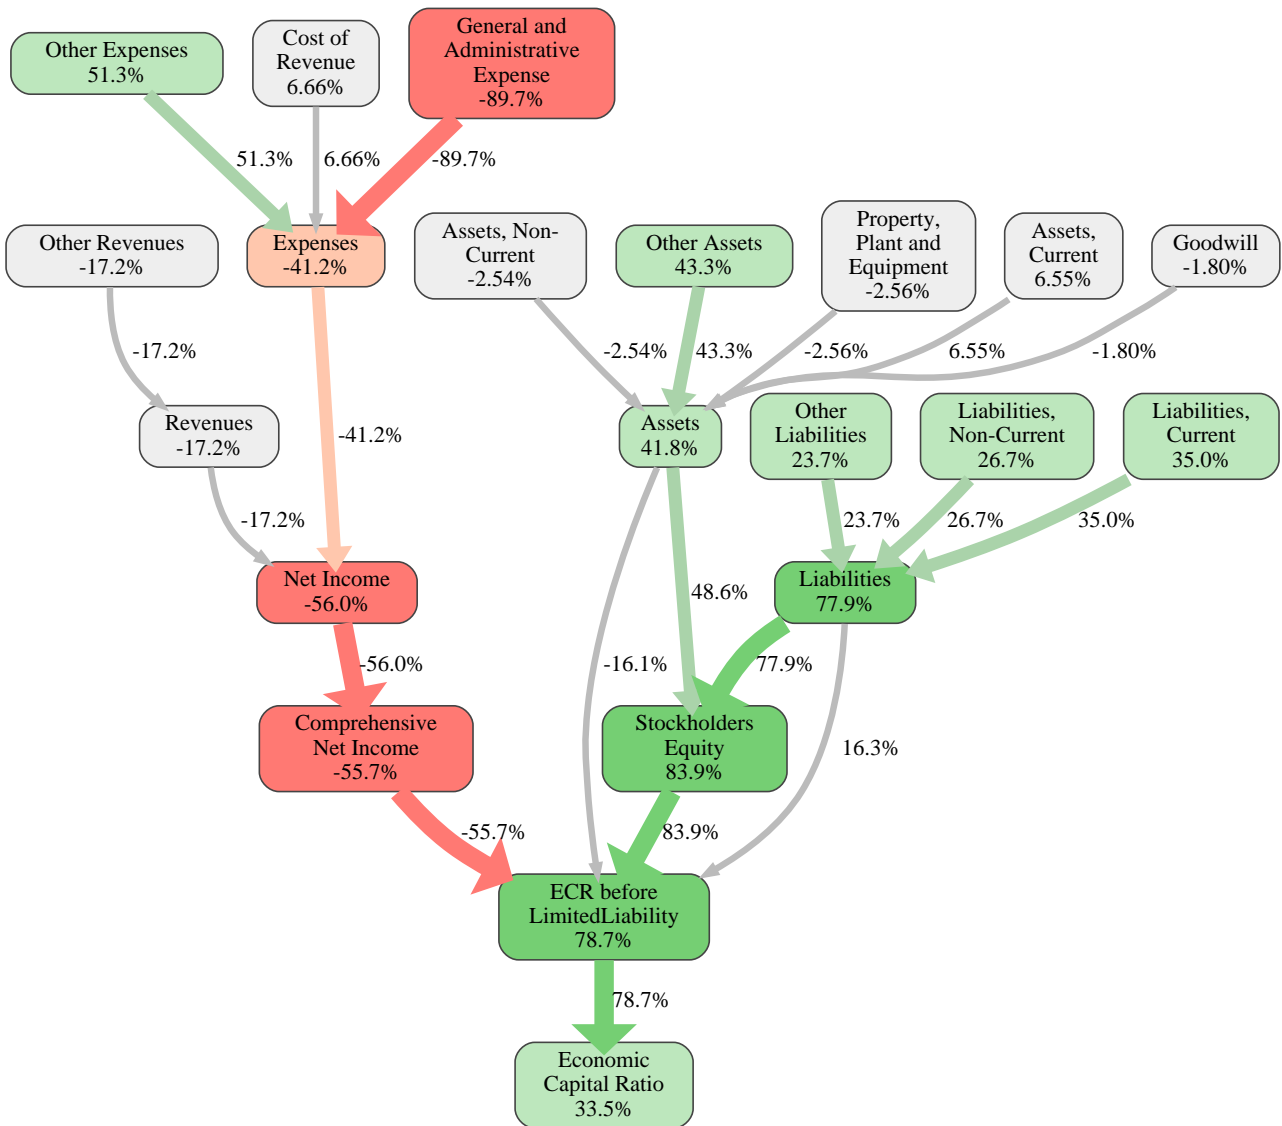 Other Expenses
51.3%
Cost of
Revenue
6.66%
General and
Administrative
Expense
-89.7%
51.3%
6.66%
-89.7%
Other Revenues
-17.2%
Expenses
-41.2%
Assets, Non-
Current
-2.54%
Other Assets
43.3%
Property,
Plant and
Equipment
-2.56%
Assets,
Current
6.55%
Goodwill
-1.80%
-17.2%
-41.2%
-2.54%
43.3%
-2.56%
6.55%
-1.80%
Revenues
-17.2%
Assets
41.8%
Other
Liabilities
23.7%
Liabilities,
Non-Current
26.7%
Liabilities,
Current
35.0%
-17.2%
23.7%
26.7%
35.0%
Net Income
-56.0%
48.6%
Liabilities
77.9%
-56.0%
-16.1%
77.9%
Comprehensive
Net Income
-55.7%
Stockholders
Equity
83.9%
16.3%
-55.7%
83.9%
ECR before
LimitedLiability
78.7%
78.7%
Economic
Capital Ratio
33.5%